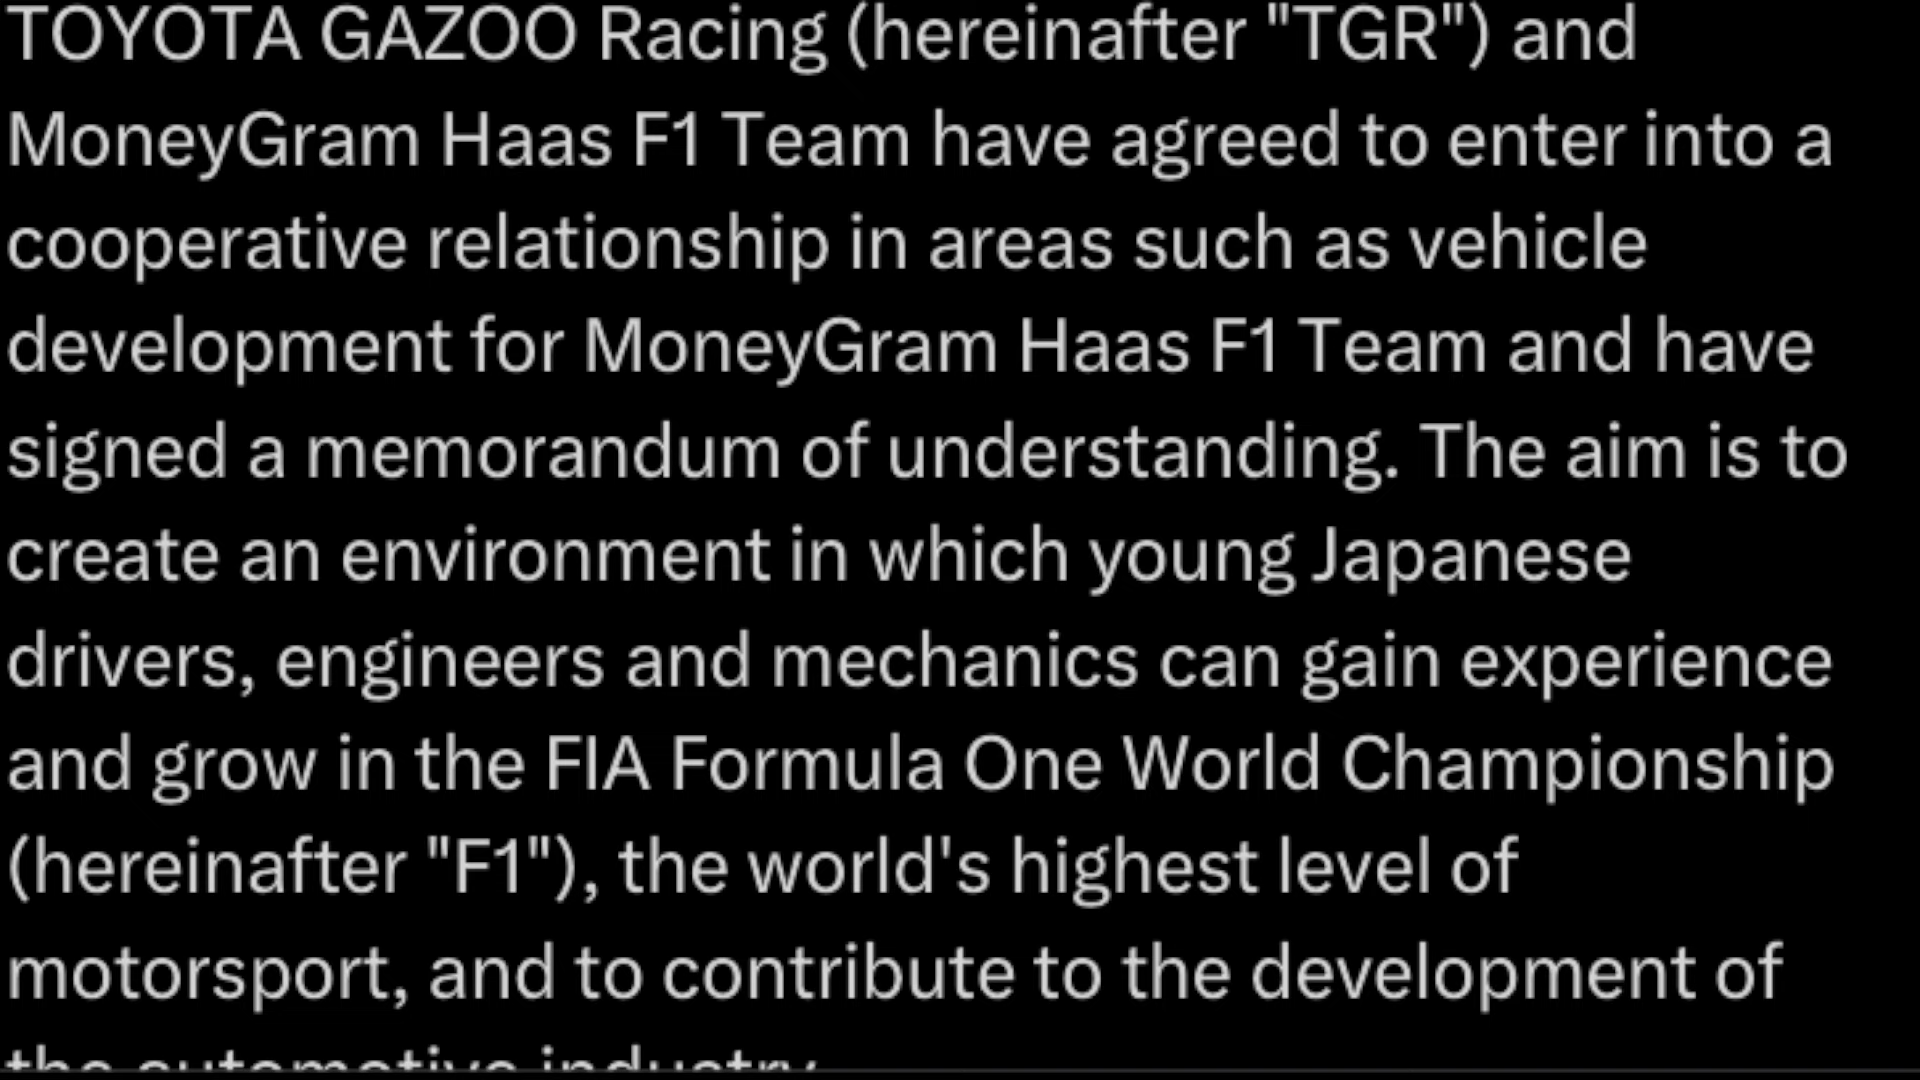 TOYOTA GAZOO Racing (hereinafter "TGR") and
MoneyGram Haas F1 Team have agreed to enter into a
cooperative relationship in areas such as vehicle
development for MoneyGram Haas F1 Team and have
signed a memorandum of understanding. The aim is to
create an environment in which young Japanese
drivers, engineers and mechanics can gain experience
and grow in the FIA Formula One World Championship
(hereinafter "F1"), the world's highest level of
motorsport, and to contribute to the development of
the automotive industry